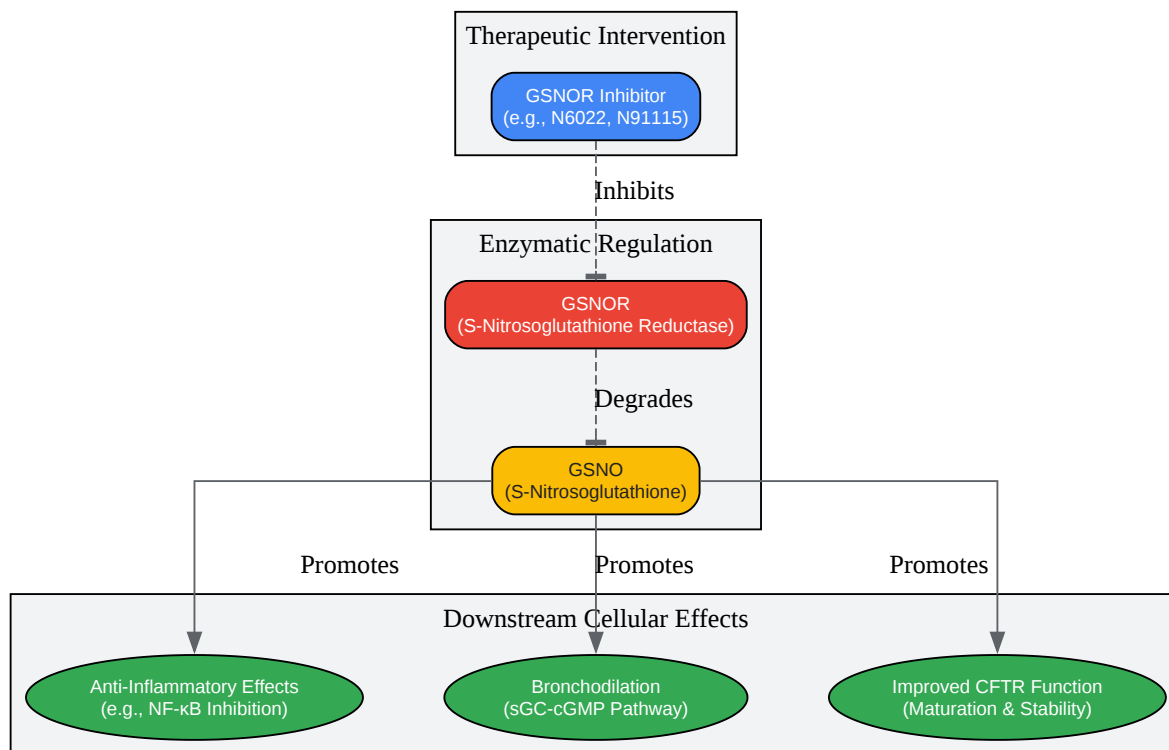 Therapeutic Intervention
GSNOR Inhibitor
(e.g., N6022, N91115)
Inhibits
Enzymatic Regulation
GSNOR
(S-Nitrosoglutathione Reductase)
Degrades
GSNO
(S-Nitrosoglutathione)
Promotes
Promotes
Promotes
Downstream Cellular Effects
Anti-Inflammatory Effects
(e.g., NF-κB Inhibition)
Bronchodilation
(sGC-cGMP Pathway)
Improved CFTR Function
(Maturation & Stability)